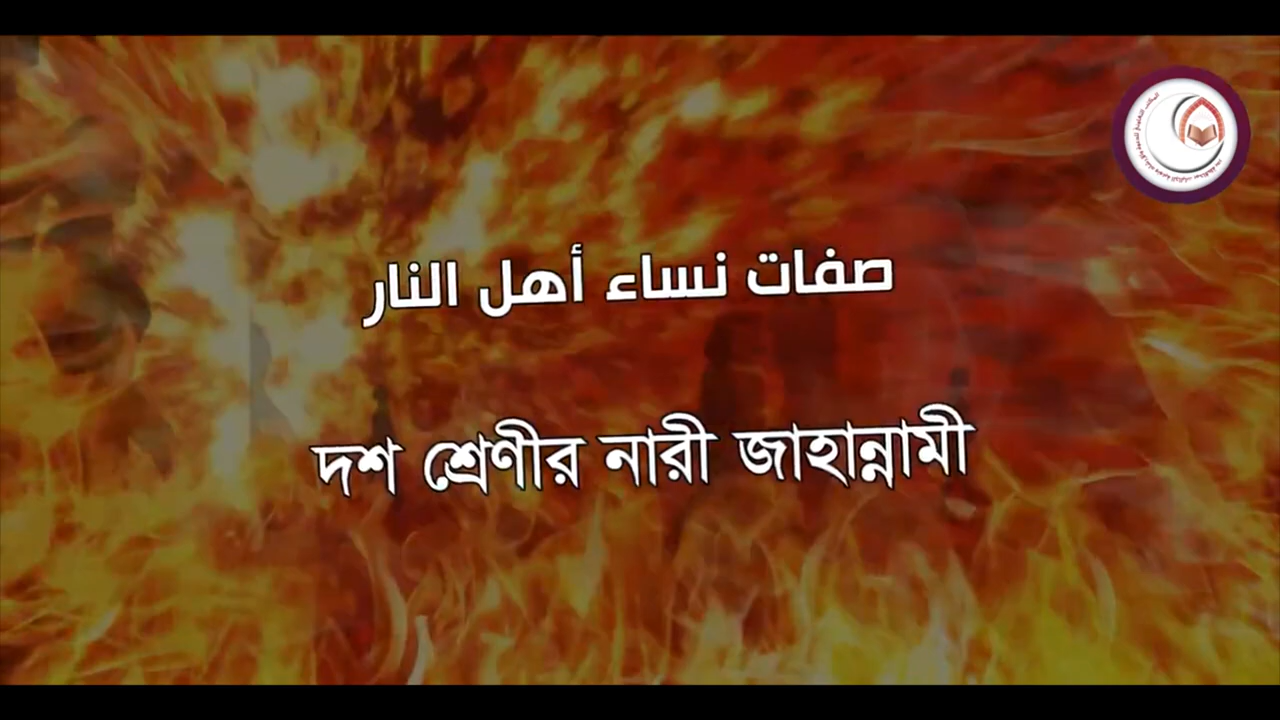 صفات نساء أهل النار
দশ শ্রেণীর নারী জাহান্নামী